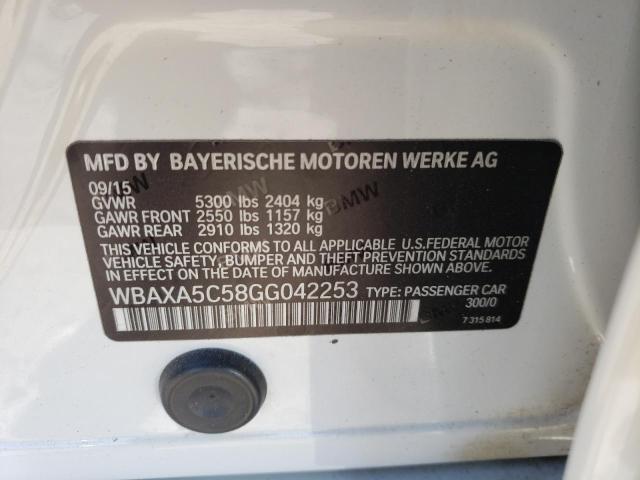 MFD BY BAYERISCHE MOTOREN WERKE AG
09/15
GVWR 5300 lbs 2404 kg
GAWR FRONT 2550 lbs 1157 kg
GAWR REAR 2910 lbs 1320 kg
THIS VEHICLE CONFORMS TO ALL APPLICABLE U.S.FEDERAL MOTOR
VEHICLE SAFETY, BUMPER AND THEFT PREVENTION STANDARDS
IN EFFECT ON THE DATE OF MANUFACTURE SHOWN ABOVE.
WBAXA5C58GG042253 TYPE: PASSENGER CAR
300/0
7 315 814